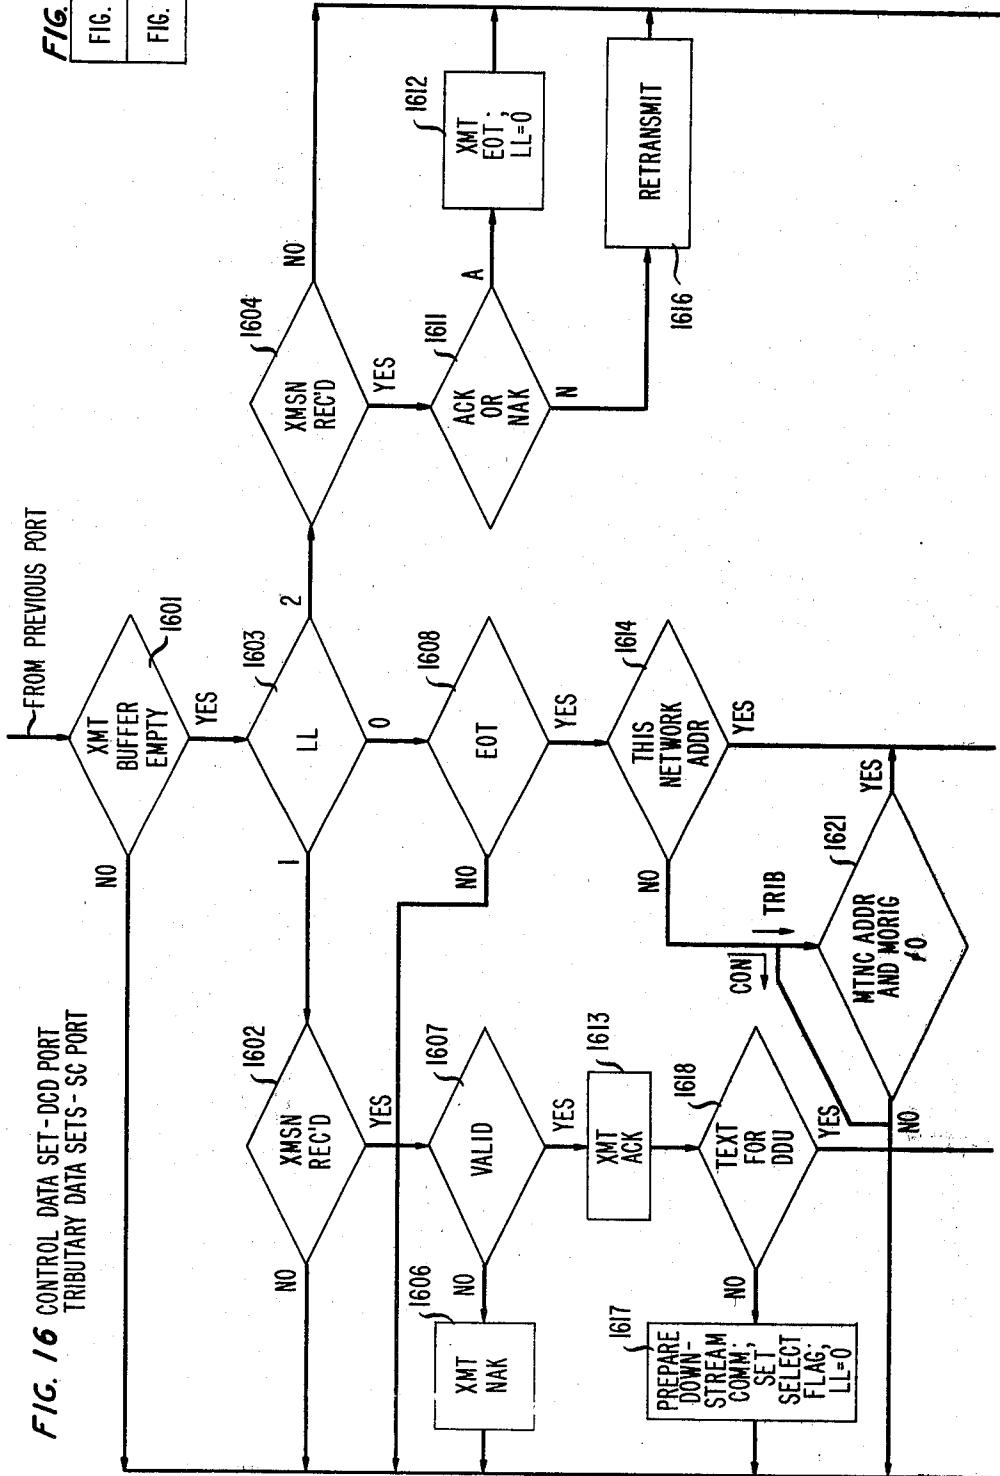 FIG. 16 CONTROL DATA SET-DCD PORT
TRIBUTARY DATA SETS-SC PORT
FIG.
FIG.
FIG.
FROM PREVIOUS PORT
XMT
BUFFER
EMPTY
1601
NO
YES
LL
1603
1
2
0
XMSN
REC'D
1602
NO
YES
XMSN
REC'D
1604
NO
YES
EOT
1608
NO
YES
VALID
1607
NO
YES
XMT
NAK
1606
ACK
OR
NAK
1611
A
N
XMT
EOT;
LL=0
1612
XMT
ACK
1613
THIS
NETWORK
ADDR
1614
NO
YES
RETRANSMIT
1616
TEXT
FOR
DDU
1618
NO
YES
PREPARE
DOWN-
STREAM
COMM;
SET
SELECT
FLAG;
LL=0
1617
CON
TRIB
MTNC ADDR
AND MORIG
≠0
1621
NO
YES